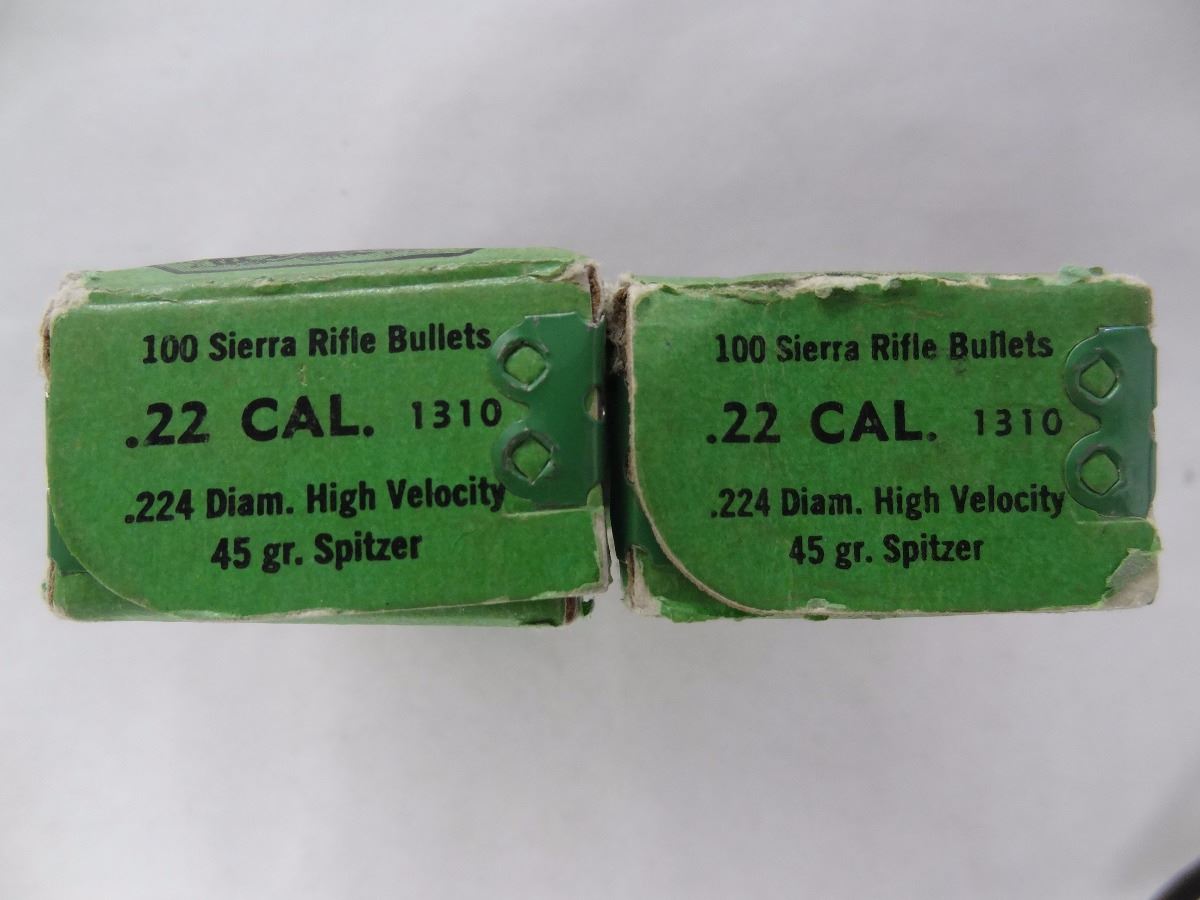 100 Sierra Rifle Bullets
.22 CAL. 1310
.224 Diam. High Velocity
45 gr. Spitzer
100 Sierra Rifle Bullets
.22 CAL. 1310
.224 Diam. High Velocity
45 gr. Spitzer